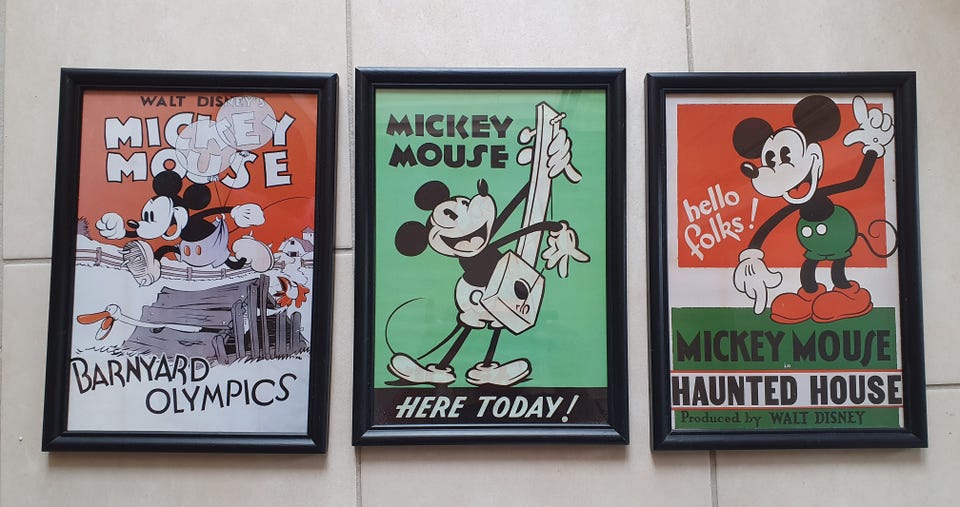 WALT DISNEY'S
MICKEY
MOUSE
BARNYARD
OLYMPICS
MICKEY
MOUSE
HERE TODAY!
hello
folks!
MICKEY MOUSE
IN
HAUNTED HOUSE
Produced by WALT DISNEY